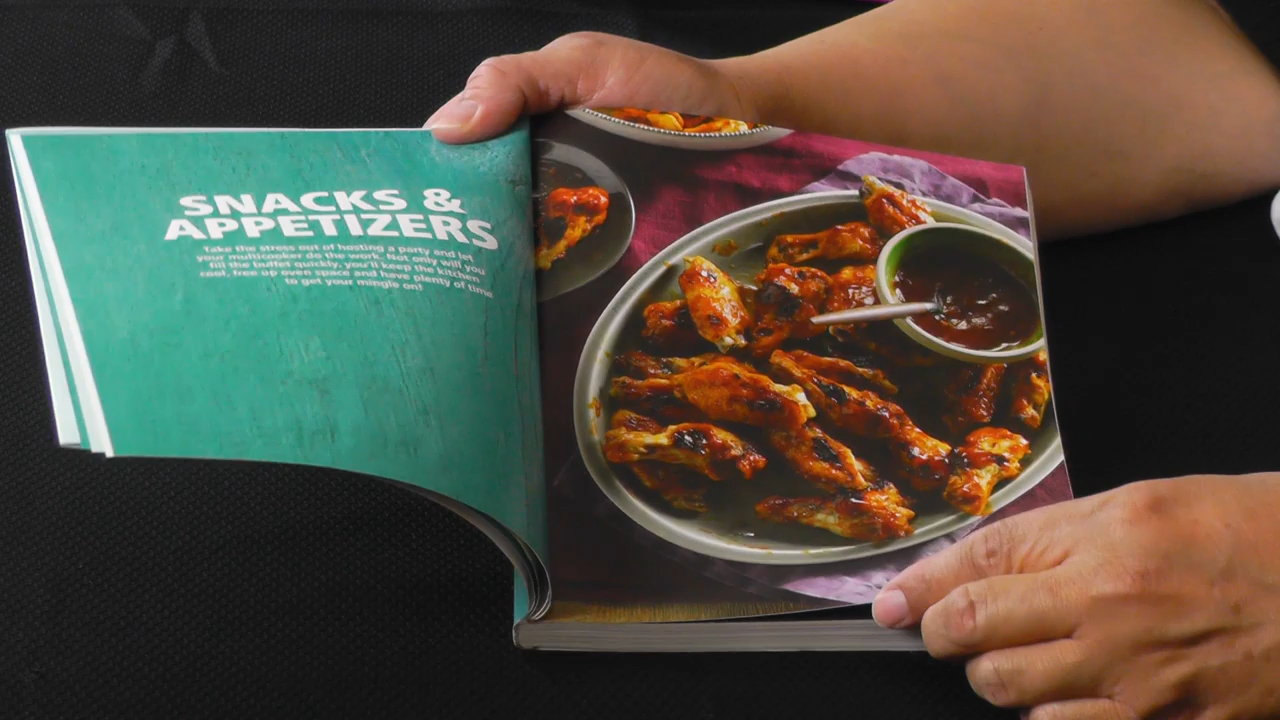 SNACKS &
APPETIZERS
Take the stress out of hosting a party and let
your multicooker do the work. Not only will you
fill the buffet quickly, you'll keep the kitchen
cool, free up oven space and have plenty of time
to get your mingle on!